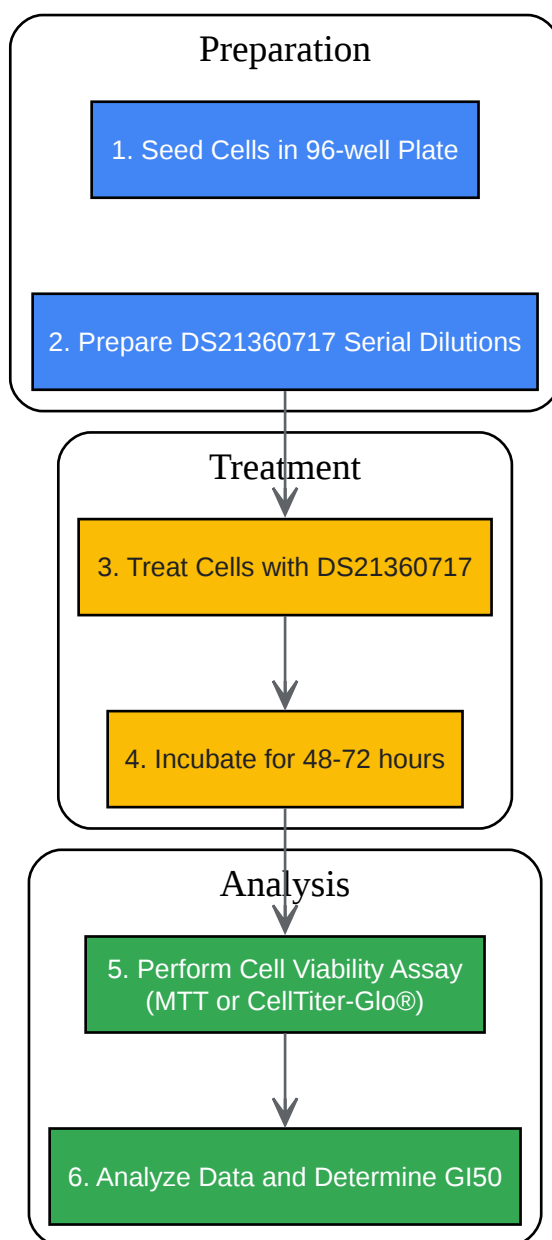 Preparation
1. Seed Cells in 96-well Plate
2. Prepare DS21360717 Serial Dilutions
Treatment
3. Treat Cells with DS21360717
4. Incubate for 48-72 hours
Analysis
5. Perform Cell Viability Assay
(MTT or CellTiter-Glo®)
6. Analyze Data and Determine GI50